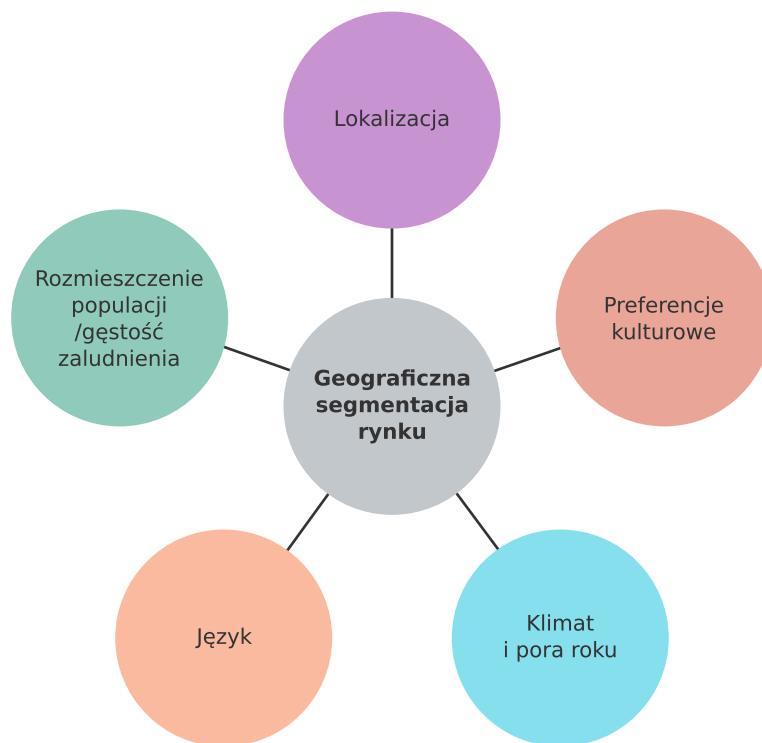 Lokalizacja
Rozmieszczenie
populacji
/gęstość
zaludnienia
Preferencje
kulturowe
Geograficzna
segmentacja
rynku
Język
Klimat
i pora roku